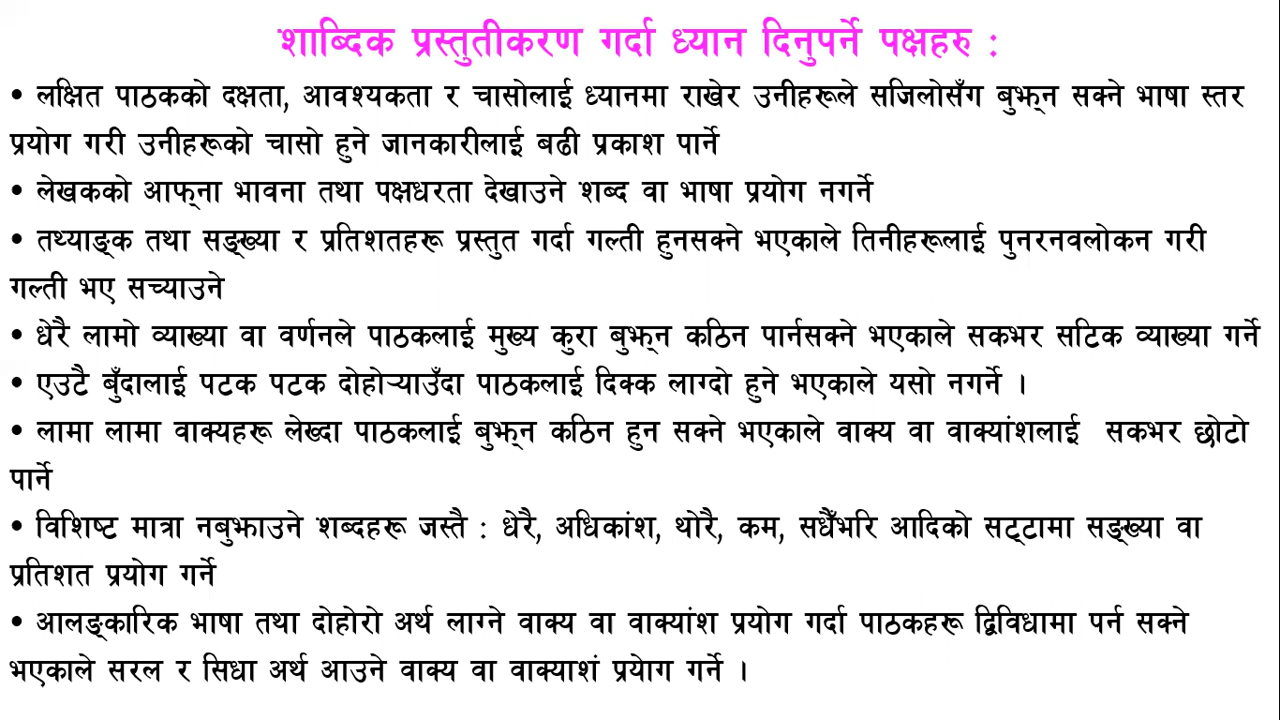 शाब्दिक प्रस्तुतीकरण गर्दा ध्यान दिनुपर्ने पक्षहरु :
• लक्षित पाठकको दक्षता, आवश्यकता र चासोलाई ध्यानमा राखेर उनीहरूले सजिलोसँग बुझ्न सक्ने भाषा स्तर
प्रयोग गरी उनीहरूको चासो हुने जानकारीलाई बढी प्रकाश पार्ने
• लेखकको आफ्ना भावना तथा पक्षधरता देखाउने शब्द वा भाषा प्रयोग नगर्ने
• तथ्याङ्क तथा सङ्ख्या र प्रतिशतहरू प्रस्तुत गर्दा गल्ती हुनसक्ने भएकाले तिनीहरूलाई पुनरनवलोकन गरी
गल्ती भए सच्याउने
• धेरै लामो व्याख्या वा वर्णनले पाठकलाई मुख्य कुरा बुझ्न कठिन पार्नसक्ने भएकाले सकभर सटिक व्याख्या गर्ने
• एउटै बुँदालाई पटक पटक दोहोऱ्याउँदा पाठकलाई दिक्क लाग्दो हुने भएकाले यसो नगर्ने ।
• लामा लामा वाक्यहरू लेख्दा पाठकलाई बुझ्न कठिन हुन सक्ने भएकाले वाक्य वा वाक्यांशलाई सकभर छोटो
पार्ने
• विशिष्ट मात्रा नबुझाउने शब्दहरू जस्तै : धेरै, अधिकांश, थोरै, कम, सधैँभरि आदिको सट्टामा सङ्ख्या वा
प्रतिशत प्रयोग गर्ने
• आलङ्कारिक भाषा तथा दोहोरो अर्थ लाग्ने वाक्य वा वाक्यांश प्रयोग गर्दा पाठकहरू द्विविधामा पर्न सक्ने
भएकाले सरल र सिधा अर्थ आउने वाक्य वा वाक्याशं प्रयोग गर्ने ।